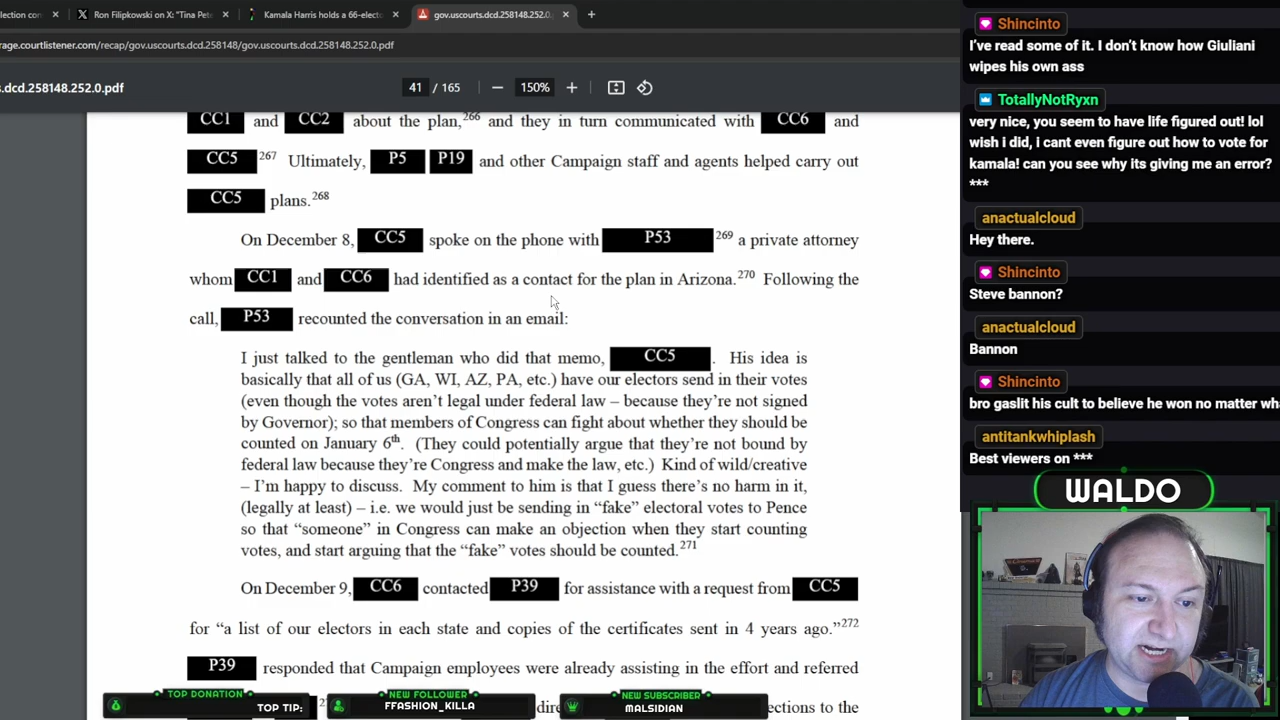 lection con
Ron Filipkowski on X: "Tina Pet
Kamala Harris holds a 66-electo
gov.uscourts.dcd.258148.252.0.p
rage.courtlistener.com/recap/gov.uscourts.dcd.258148/gov.uscourts.dcd.258148.252.0.pdf
s.dcd.258148.252.0.pdf
41 / 165
150%
CC1 and CC2 about the plan,266 and they in turn communicated with CC6 and
CC5 267 Ultimately, P5 P19 and other Campaign staff and agents helped carry out
CC5 plans.268
On December 8, CC5 spoke on the phone with P53 269 a private attorney
whom CC1 and CC6 had identified as a contact for the plan in Arizona.270 Following the
call, P53 recounted the conversation in an email:
I just talked to the gentleman who did that memo, CC5 . His idea is
basically that all of us (GA, WI, AZ, PA, etc.) have our electors send in their votes
(even though the votes aren't legal under federal law – because they're not signed
by Governor); so that members of Congress can fight about whether they should be
counted on January 6th. (They could potentially argue that they're not bound by
federal law because they're Congress and make the law, etc.) Kind of wild/creative
– I'm happy to discuss. My comment to him is that I guess there's no harm in it,
(legally at least) – i.e. we would just be sending in "fake" electoral votes to Pence
so that "someone" in Congress can make an objection when they start counting
votes, and start arguing that the "fake" votes should be counted.271
On December 9, CC6 contacted P39 for assistance with a request from CC5
for "a list of our electors in each state and copies of the certificates sent in 4 years ago."272
P39 responded that Campaign employees were already assisting in the effort and referred
ections to the
TOP DONATION
TOP TIP:
NEW FOLLOWER
FFASHION_KILLA
NEW SUBSCRIBER
MALSIDIAN
Shincinto
I've read some of it. I don't know how Giuliani
wipes his own ass
TotallyNotRyxn
very nice, you seem to have life figured out! lol
wish i did, I cant even figure out how to vote for
kamala! can you see why its giving me an error?
***
anactualcloud
Hey there.
Shincinto
Steve bannon?
anactualcloud
Bannon
Shincinto
bro gaslit his cult to believe he won no matter wh
antitankwhiplash
Best viewers on ***
WALDO